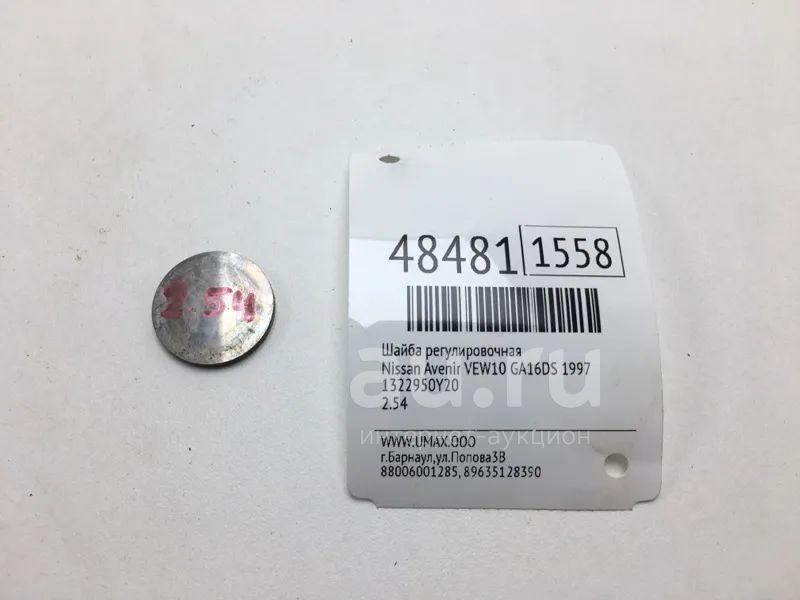 2.54
48481 1558
Шайба регулировочная
Nissan Avenir VEW10 GA16DS 1997
1322950Y20
2.54
au.ru
интернет-аукцион
WWW.UMAX.OOO
г.Барнаул,ул.Попова3В
88006001285, 89635128390